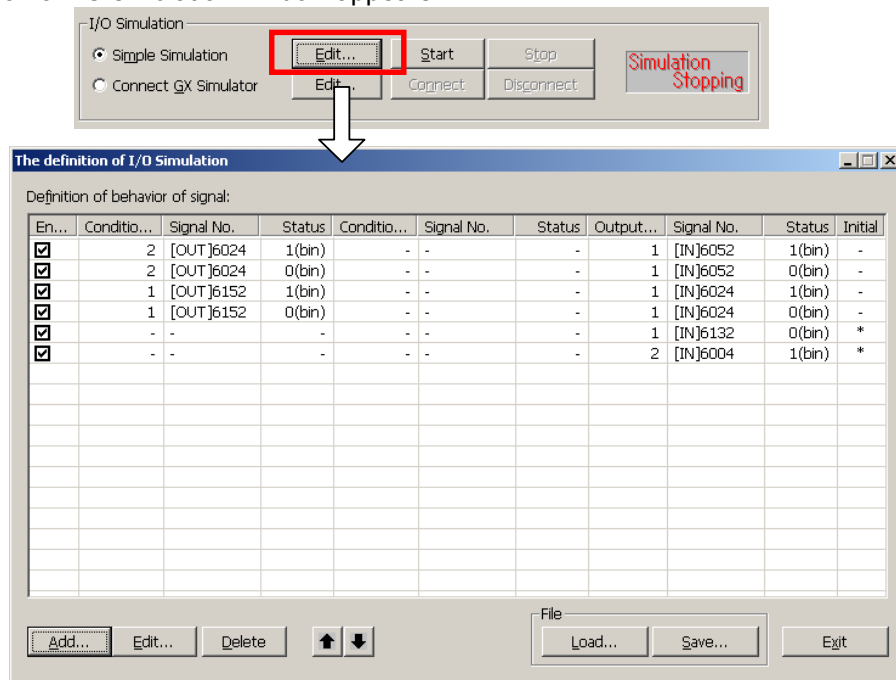 I/O Simulation
Simple Simulation Edit... Start Stop Simulation Stopping
Connect GX Simulator Edit... Connect Disconnect
The definition of I/O Simulation
Definition of behavior of signal:
En... Conditio... Signal No. Status Conditio... Signal No. Status Output... Signal No. Status Initial
2 [OUT]6024 1(bin) - - - 1 [IN]6052 1(bin) -
2 [OUT]6024 0(bin) - - - 1 [IN]6052 0(bin) -
1 [OUT]6152 1(bin) - - - 1 [IN]6024 1(bin) -
1 [OUT]6152 0(bin) - - - 1 [IN]6024 0(bin) -
- - - - - - 1 [IN]6132 0(bin) *
- - - - - - 2 [IN]6004 1(bin) *
File
Add... Edit... Delete Load... Save... Exit